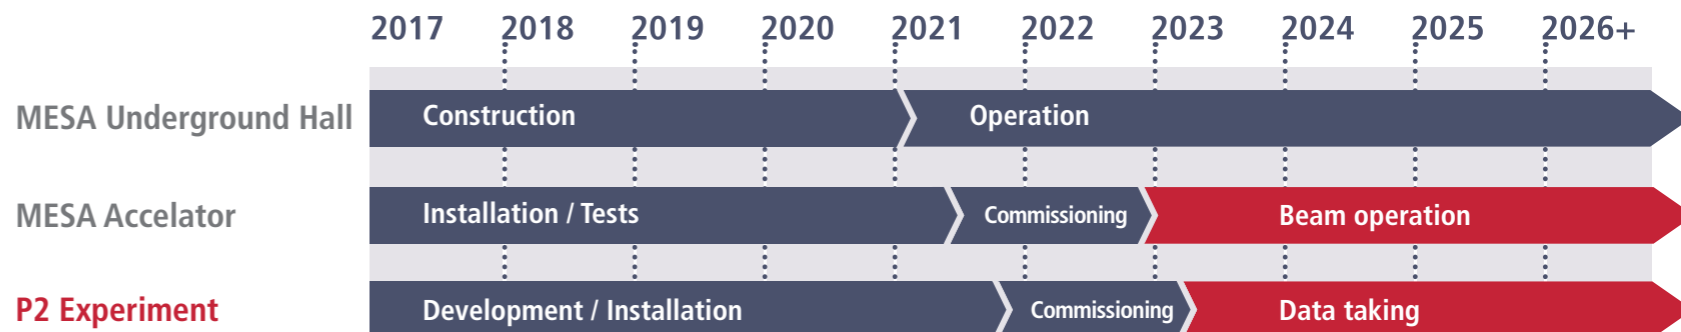 2017 2018 2019 2020 2021 2022 2023 2024 2025 2026+
MESA Underground Hall Construction Operation
MESA Accelator Installation / Tests Commissioning Beam operation
P2 Experiment Development / Installation Commissioning Data taking